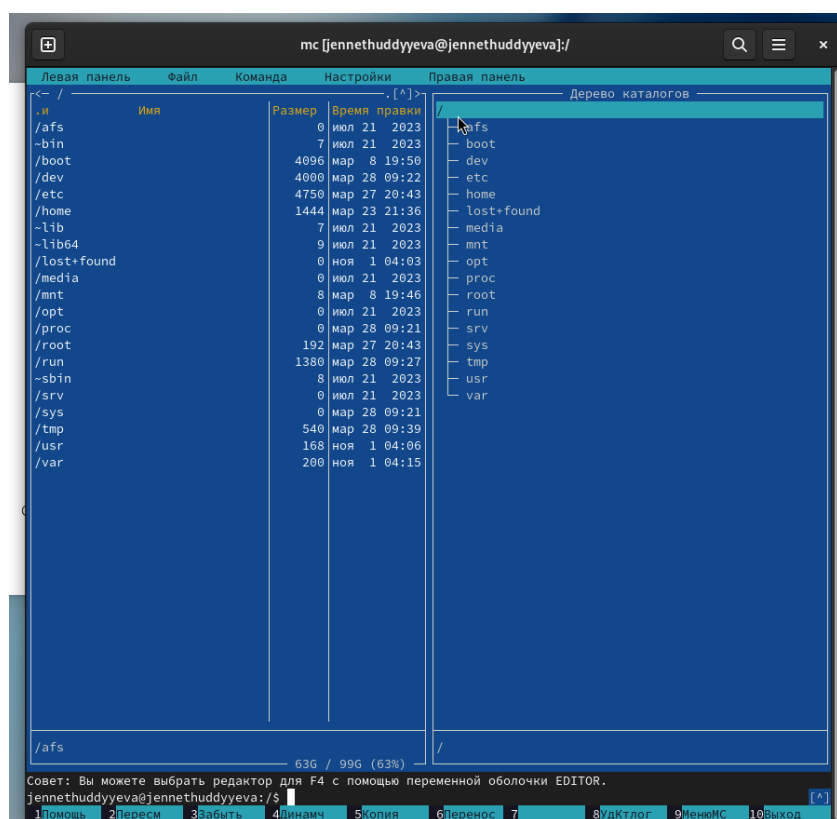 mc [jennethuddyyeva@jennethuddyyeva]:/
Левая панель Файл Команда Настройки Правая панель
<— / .[^]>
.и Имя Размер Время правки
/afs 0 июл 21 2023
~bin 7 июл 21 2023
/boot 4096 мар 8 19:50
/dev 4000 мар 28 09:22
/etc 4750 мар 27 20:43
/home 1444 мар 23 21:36
~lib 7 июл 21 2023
~lib64 9 июл 21 2023
/lost+found 0 ноя 1 04:03
/media 0 июл 21 2023
/mnt 8 мар 8 19:46
/opt 0 июл 21 2023
/proc 0 мар 28 09:21
/root 192 мар 27 20:43
/run 1380 мар 28 09:27
~sbin 8 июл 21 2023
/srv 0 июл 21 2023
/sys 0 мар 28 09:21
/tmp 540 мар 28 09:39
/usr 168 ноя 1 04:06
/var 200 ноя 1 04:15
/afs
63G / 99G (63%)
Дерево каталогов
/
afs
boot
dev
etc
home
lost+found
media
mnt
opt
proc
root
run
srv
sys
tmp
usr
var
/
Совет: Вы можете выбрать редактор для F4 с помощью переменной оболочки EDITOR.
jennethuddyyeva@jennethuddyyeva:/$ [^]
1Помощь 2Пересм 3Забыть 4Динамч 5Копия 6Перенос 7 8УдКтлог 9МенюMC 10Выход